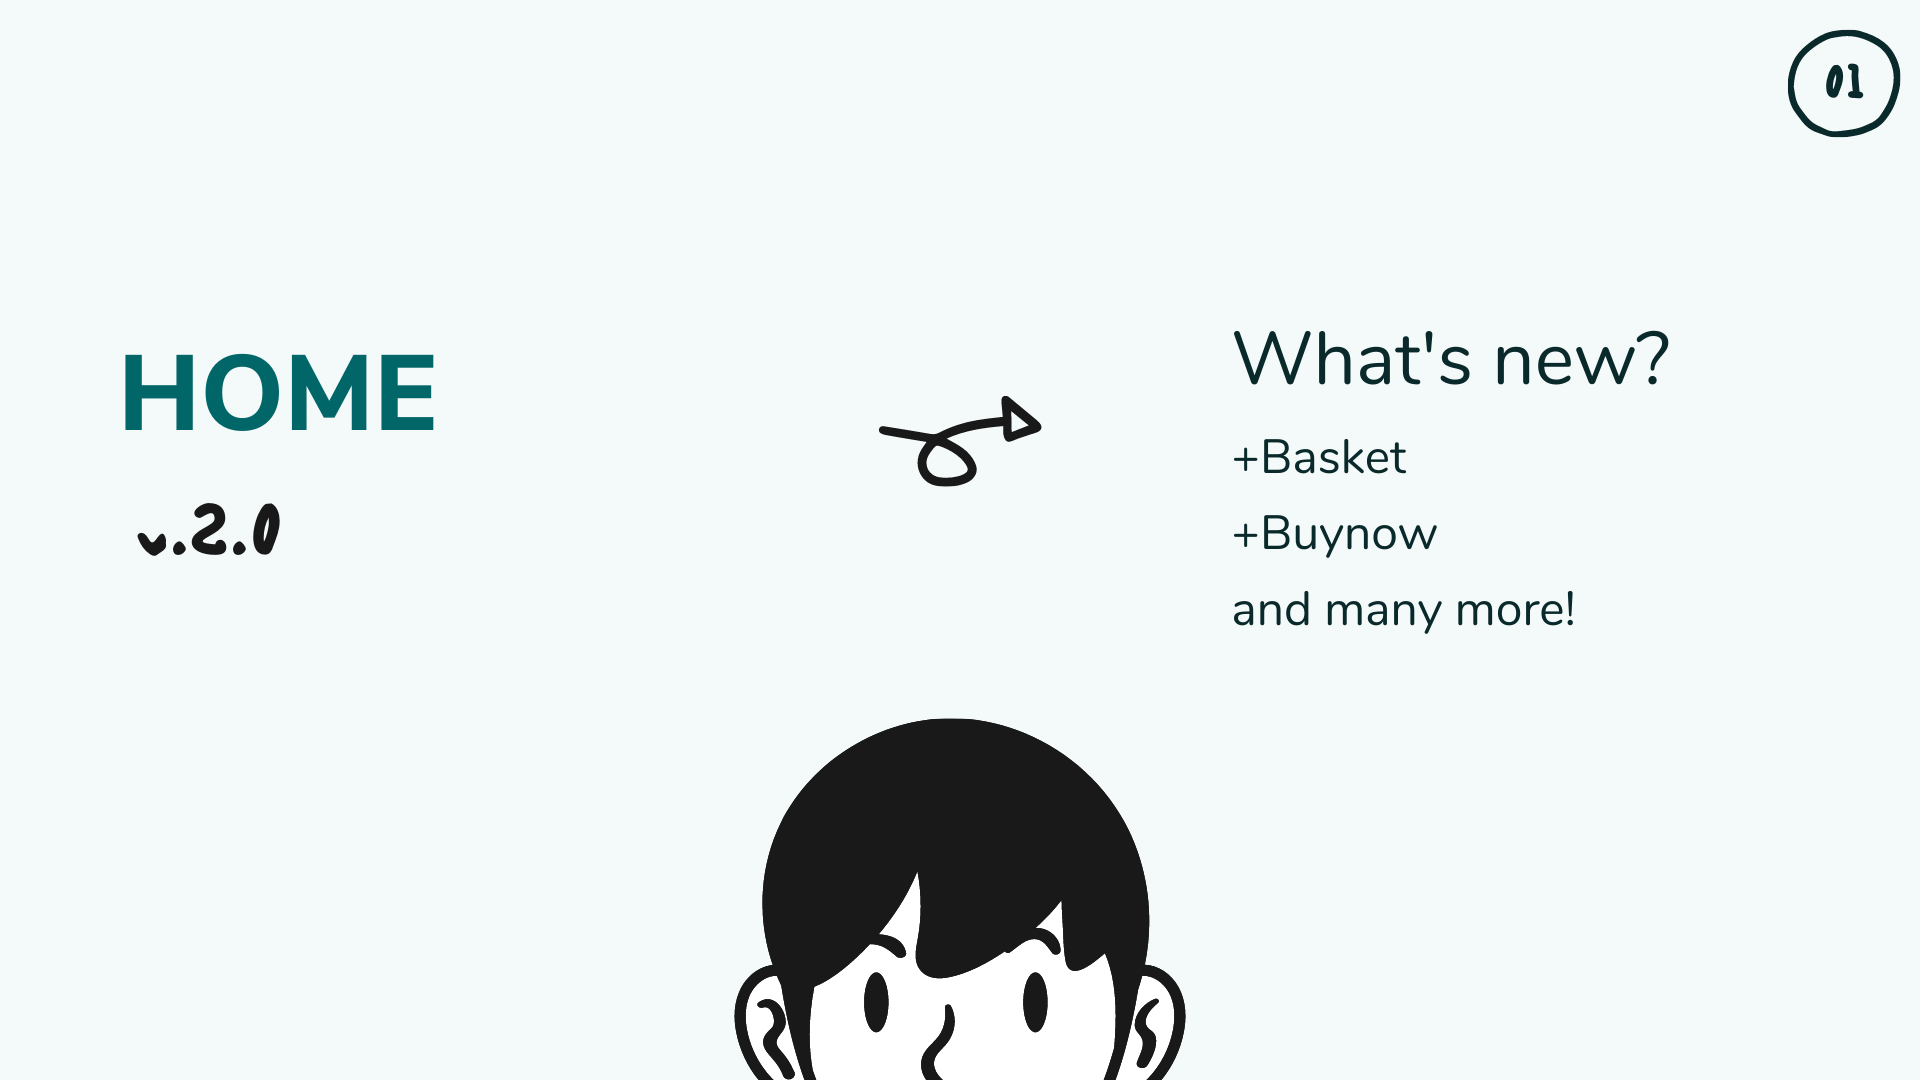 01
HOME
v.2.0
What's new?
+Basket
+Buynow
and many more!